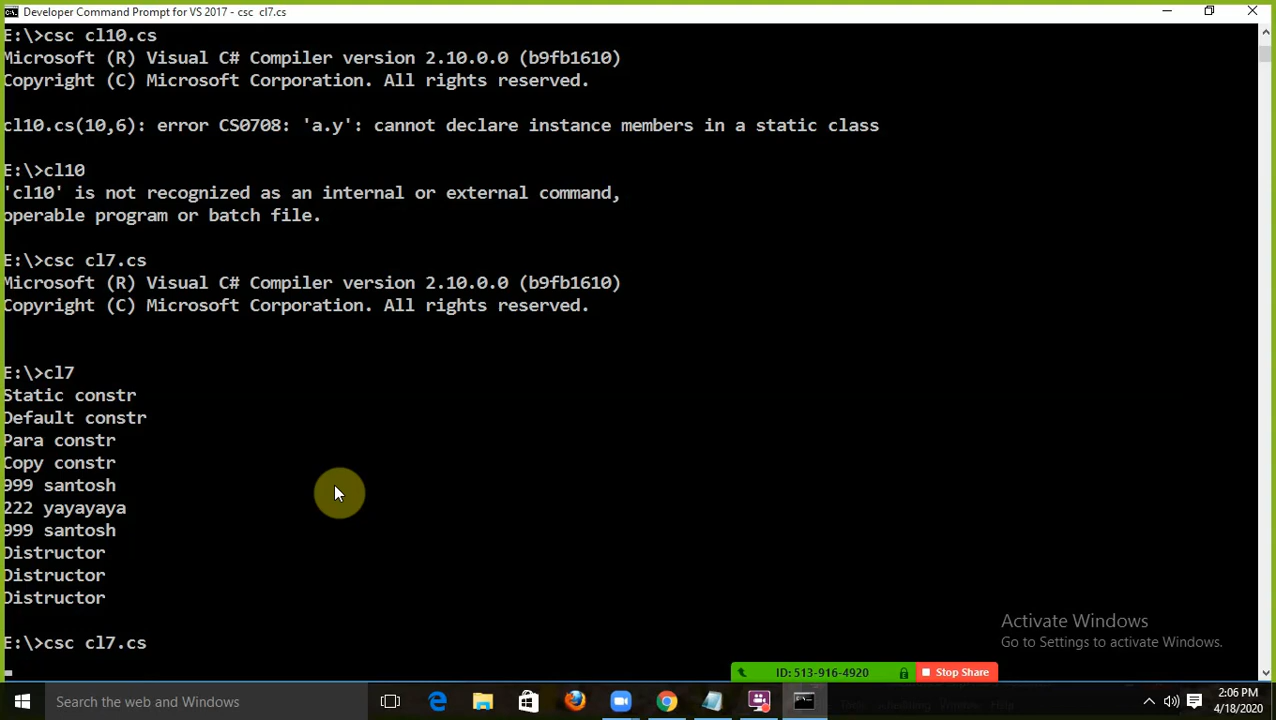 Developer Command Prompt for VS 2017 - csc cl7.cs
E:\>csc cl10.cs
Microsoft (R) Visual C# Compiler version 2.10.0.0 (b9fb1610)
Copyright (C) Microsoft Corporation. All rights reserved.
cl10.cs(10,6): error CS0708: 'a.y': cannot declare instance members in a static class
E:\>cl10
'cl10' is not recognized as an internal or external command,
operable program or batch file.
E:\>csc cl7.cs
Microsoft (R) Visual C# Compiler version 2.10.0.0 (b9fb1610)
Copyright (C) Microsoft Corporation. All rights reserved.
E:\>cl7
Static constr
Default constr
Para constr
Copy constr
999 santosh
222 yayayaya
999 santosh
Distructor
Distructor
Distructor
E:\>csc cl7.cs
Activate Windows
Go to Settings to activate Windows.
ID: 513-916-4920
Stop Share
Search the web and Windows
2:06 PM
4/18/2020